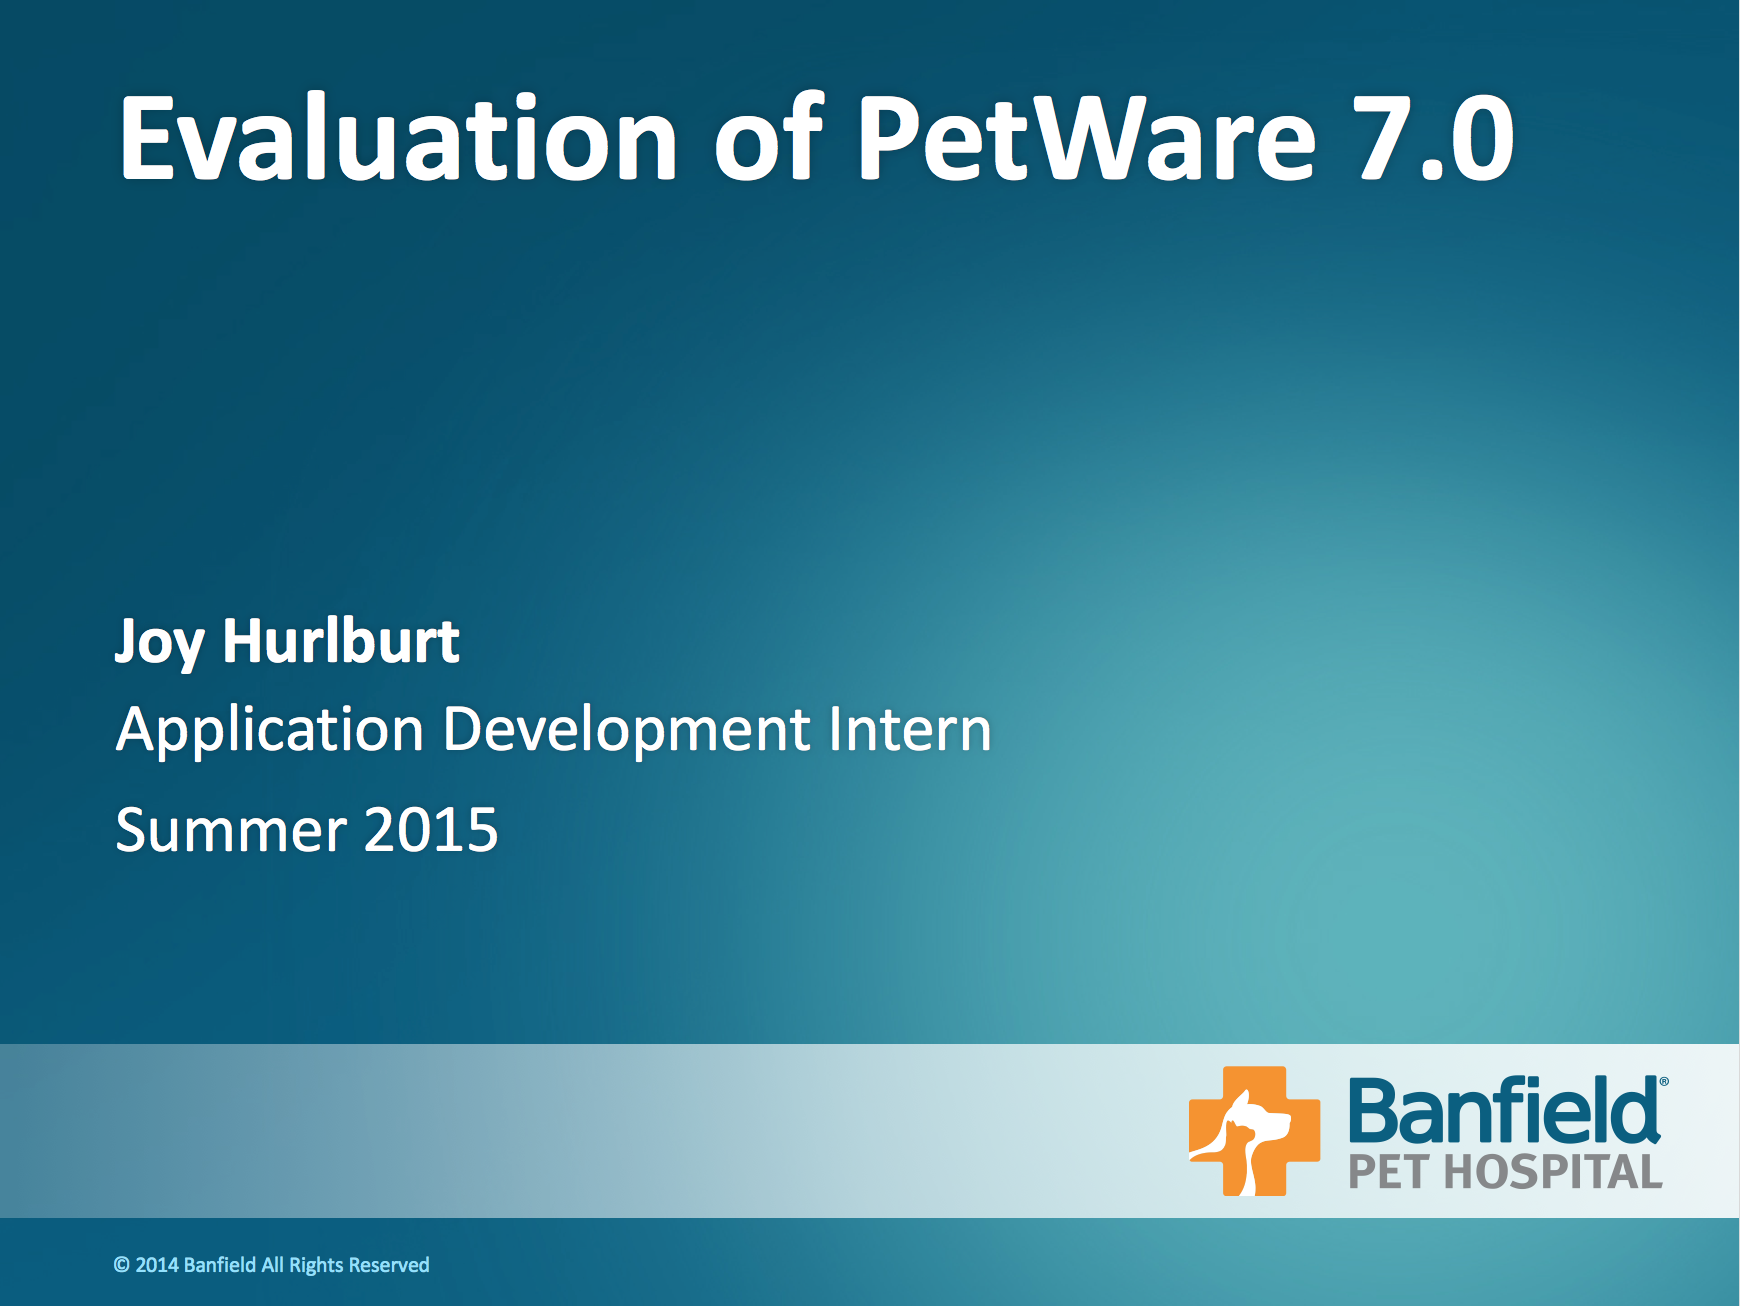 Evaluation of PetWare 7.0
Joy Hurlburt
Application Development Intern
Summer 2015
Banfield®
PET HOSPITAL
© 2014 Banfield All Rights Reserved